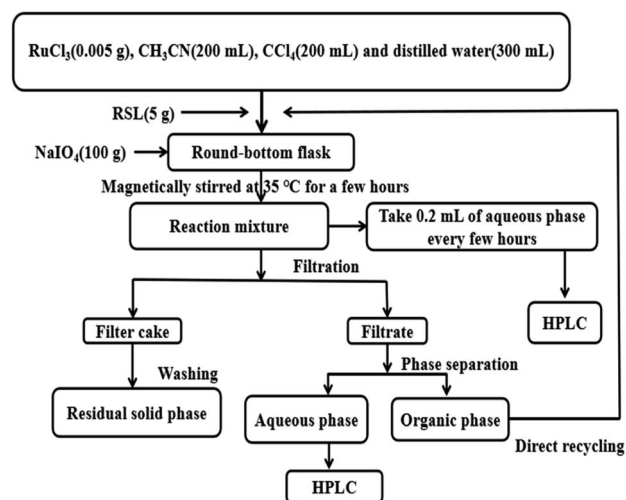 RuCl₃(0.005 g), CH₃CN(200 mL), CCl₄(200 mL) and distilled water(300 mL)
RSL(5 g)
NaIO₄(100 g)
Round-bottom flask
Magnetically stirred at 35 ℃ for a few hours
Reaction mixture
Take 0.2 mL of aqueous phase
every few hours
Filtration
HPLC
Filter cake
Filtrate
Washing
Phase separation
Residual solid phase
Aqueous phase
Organic phase
Direct recycling
HPLC